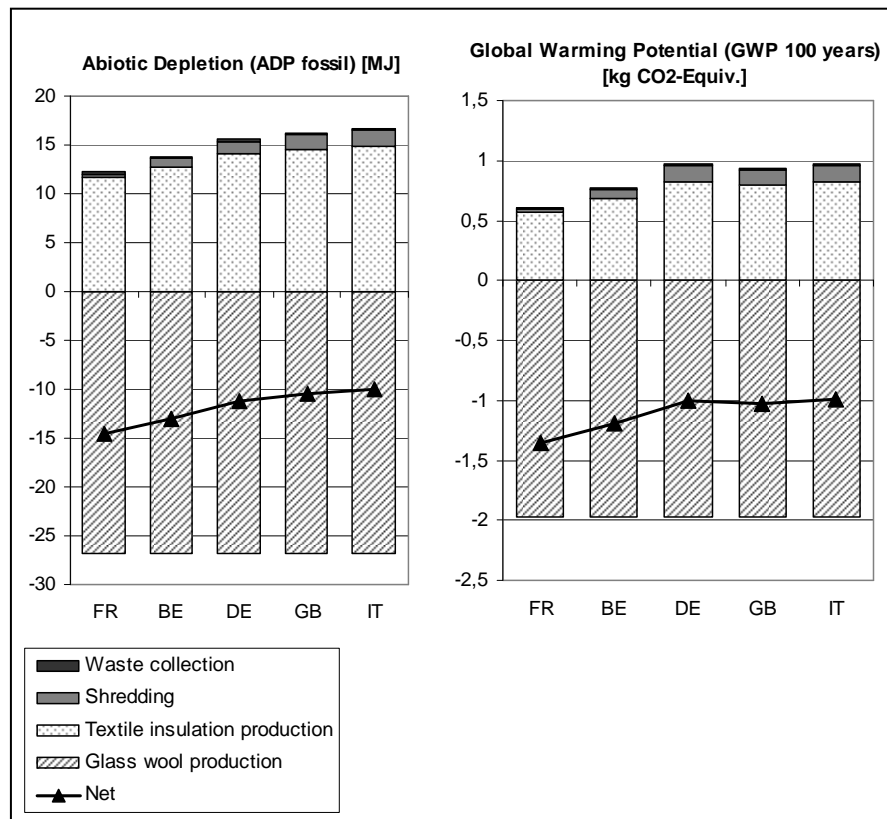 Abiotic Depletion (ADP fossil) [MJ]
20
15
10
5
0
-5
-10
-15
-20
-25
-30
FR BE DE GB IT
Global Warming Potential (GWP 100 years)
[kg CO2-Equiv.]
1,5
1
0,5
0
-0,5
-1
-1,5
-2
-2,5
FR BE DE GB IT
Waste collection
Shredding
Textile insulation production
Glass wool production
Net